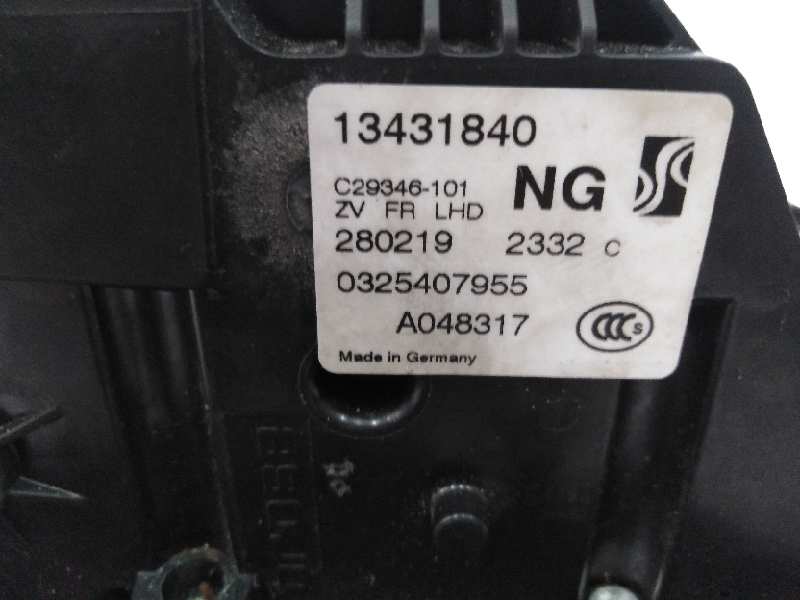 13431840
C29346-101 NG
ZV FR LHD
280219 2332 C
0325407955
A048317 CCC S
Made in Germany